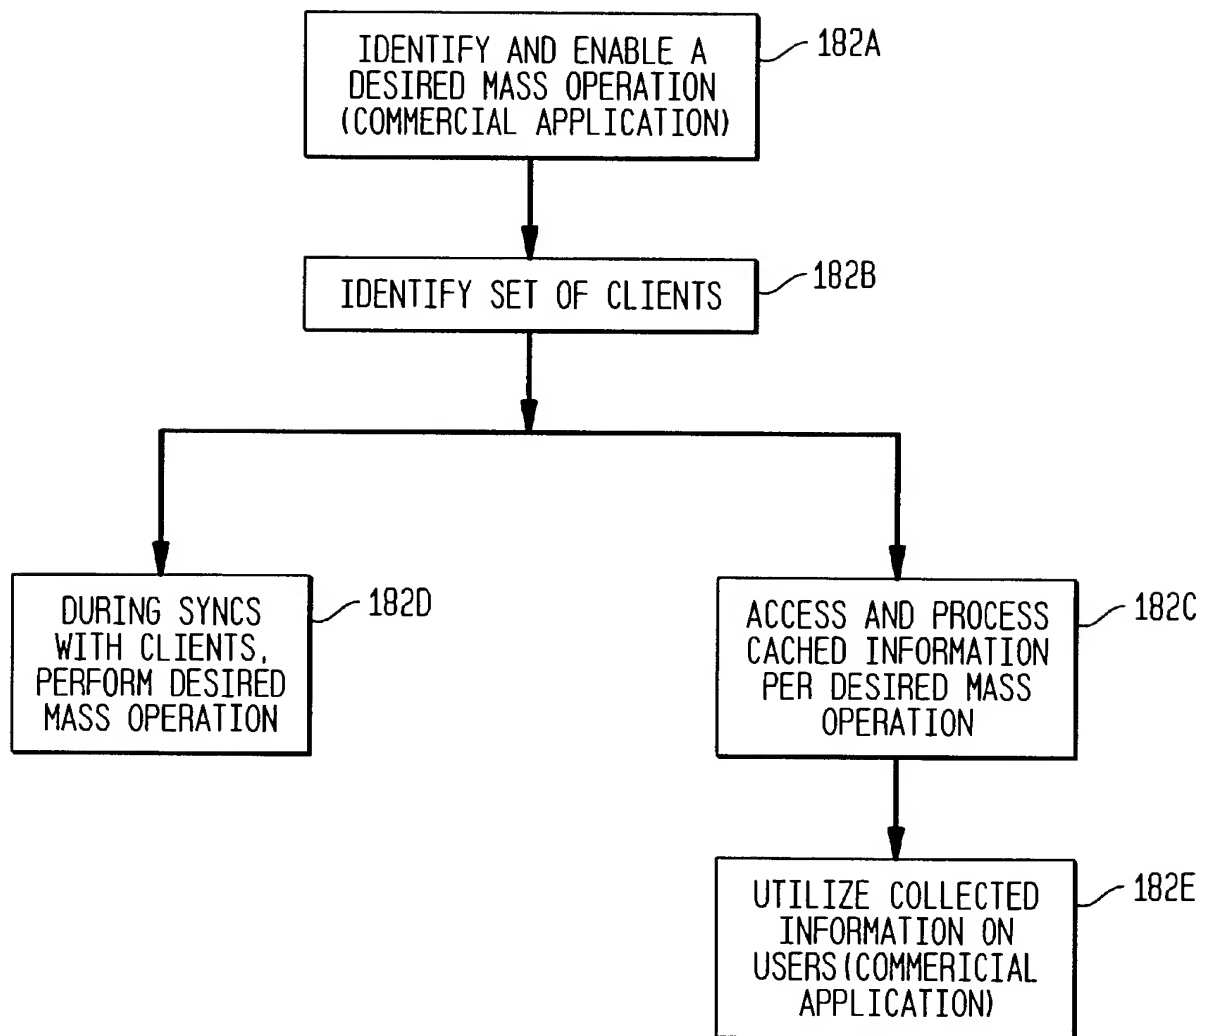 IDENTIFY AND ENABLE A
DESIRED MASS OPERATION
(COMMERCIAL APPLICATION)
182A
IDENTIFY SET OF CLIENTS
182B
DURING SYNCS
WITH CLIENTS,
PERFORM DESIRED
MASS OPERATION
182D
ACCESS AND PROCESS
CACHED INFORMATION
PER DESIRED MASS
OPERATION
182C
UTILIZE COLLECTED
INFORMATION ON
USERS(COMMERICIAL
APPLICATION)
182E